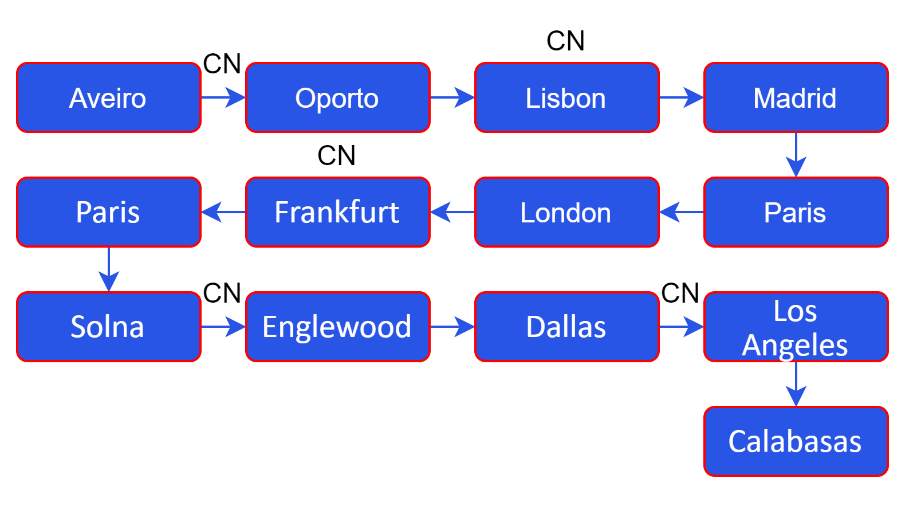 CN
CN
Aveiro
Oporto
Lisbon
Madrid
CN
Paris
Frankfurt
London
Paris
CN
CN
Solna
Englewood
Dallas
Los
Angeles
Calabasas